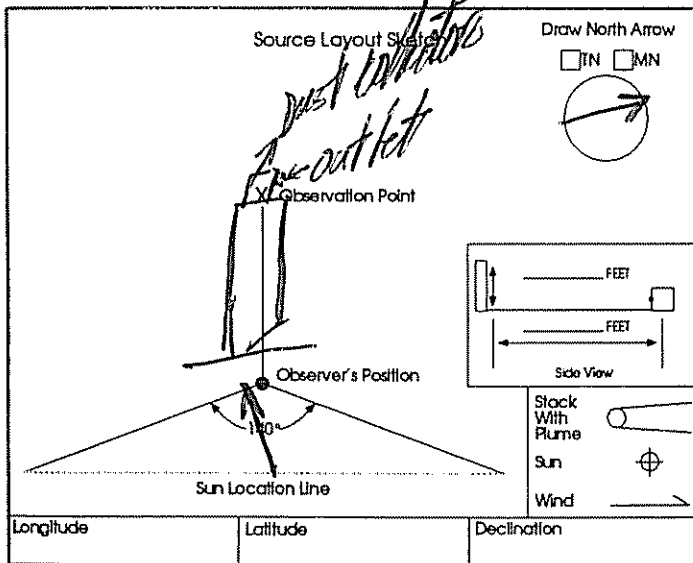 Source Layout Sketch
Draw North Arrow
TN MN
Dust collector
outlet
X Observation Point
FEET
FEET
Side View
Observer's Position
140°
Sun Location Line
Stack
With
Plume
Sun
Wind
Longitude
Latitude
Declination